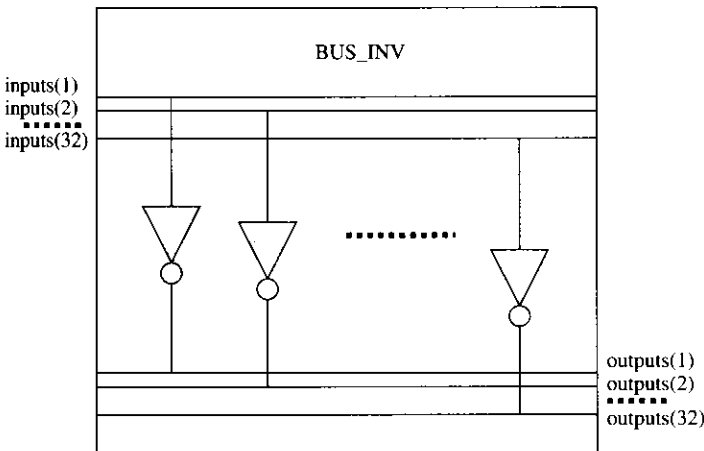 BUS_INV
inputs(1)
inputs(2)
inputs(32)
outputs(1)
outputs(2)
outputs(32)